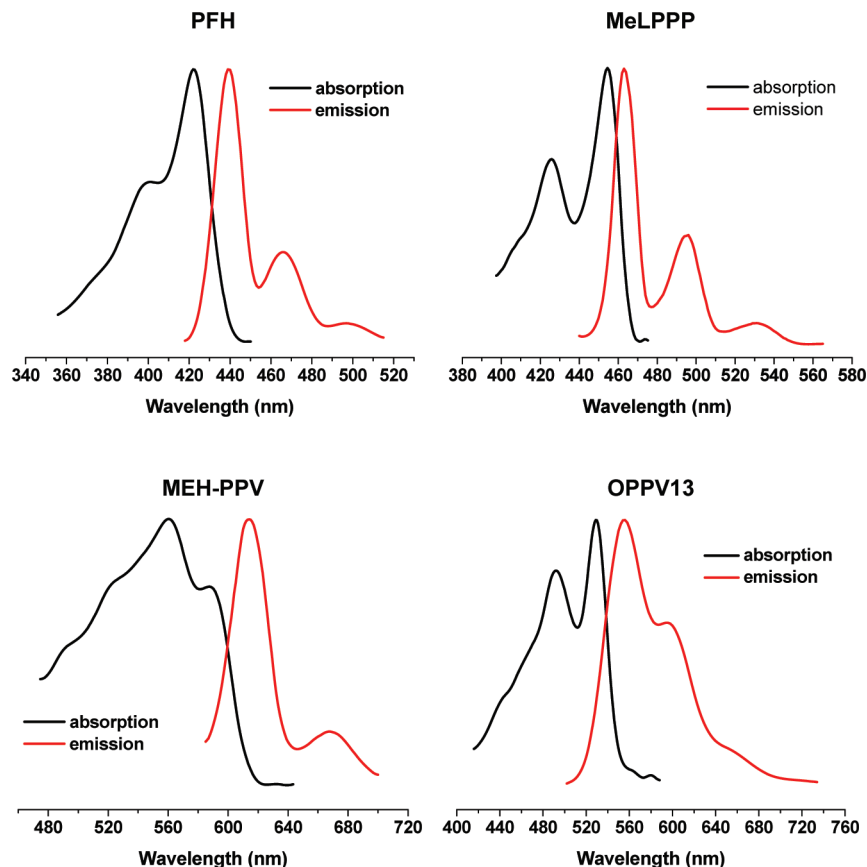 PFH
absorption
emission
340 360 380 400 420 440 460 480 500 520
Wavelength (nm)
MeLPPP
absorption
emission
380 400 420 440 460 480 500 520 540 560 580
Wavelength (nm)
MEH-PPV
absorption
emission
480 520 560 600 640 680 720
Wavelength (nm)
OPPV13
absorption
emission
400 440 480 520 560 600 640 680 720 760
Wavelength (nm)